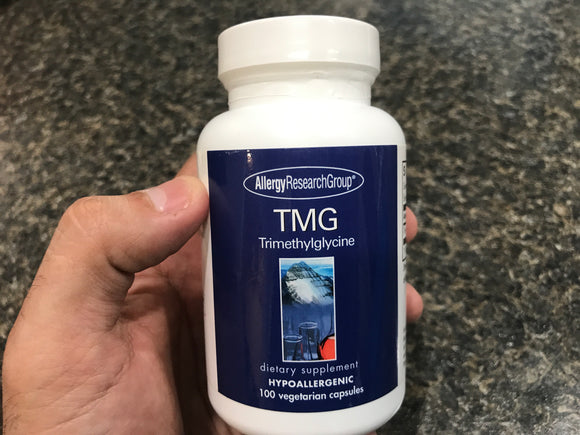 AllergyResearchGroup®
TMG
Trimethylglycine
dietary supplement
HYPOALLERGENIC
100 vegetarian capsules